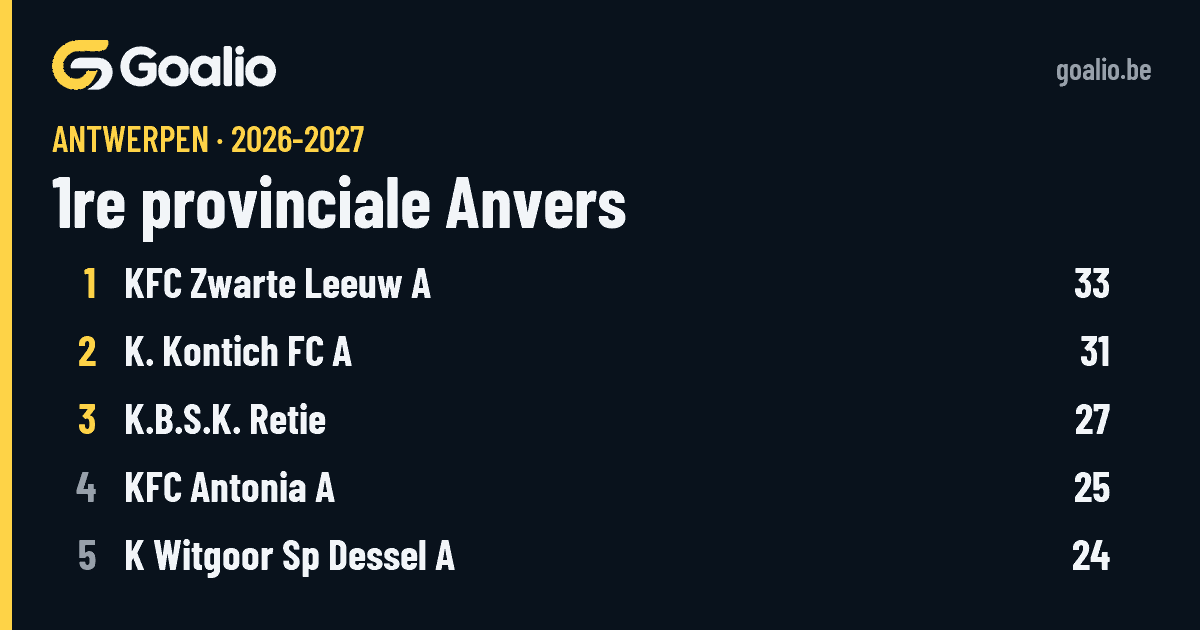 Goalio
goalio.be
ANTWERPEN · 2026-2027
1re provinciale Anvers
1 KFC Zwarte Leeuw A 33
2 K. Kontich FC A 31
3 K.B.S.K. Retie 27
4 KFC Antonia A 25
5 K Witgoor Sp Dessel A 24